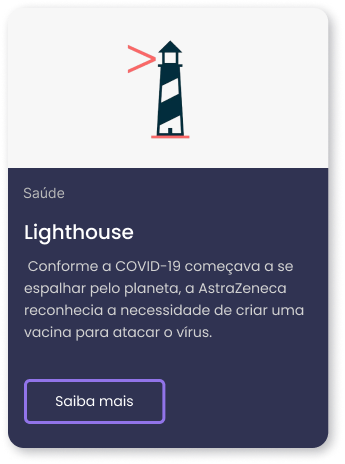 Saúde
Lighthouse
Conforme a COVID-19 começava a se
espalhar pelo planeta, a AstraZeneca
reconhecia a necessidade de criar uma
vacina para atacar o vírus.
Saiba mais